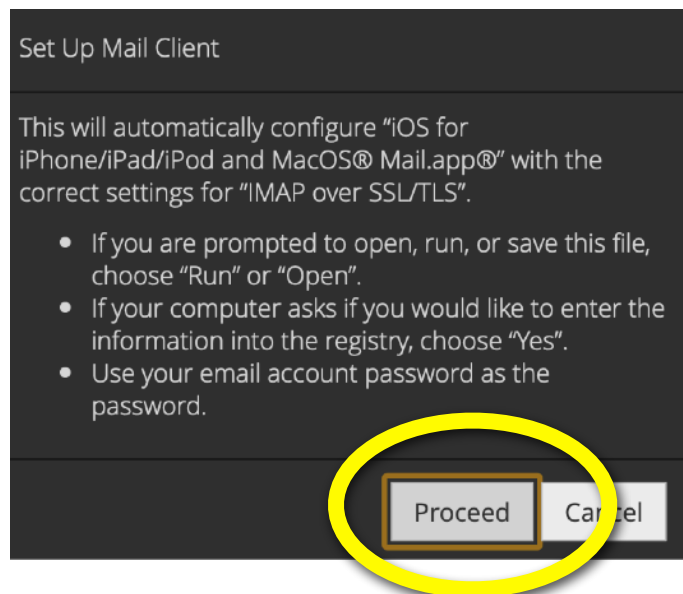 Set Up Mail Client
This will automatically configure “iOS for
iPhone/iPad/iPod and MacOS® Mail.app®” with the
correct settings for “IMAP over SSL/TLS”.
• If you are prompted to open, run, or save this file,
choose “Run” or “Open”.
• If your computer asks if you would like to enter the
information into the registry, choose “Yes”.
• Use your email account password as the
password.
Proceed Cancel